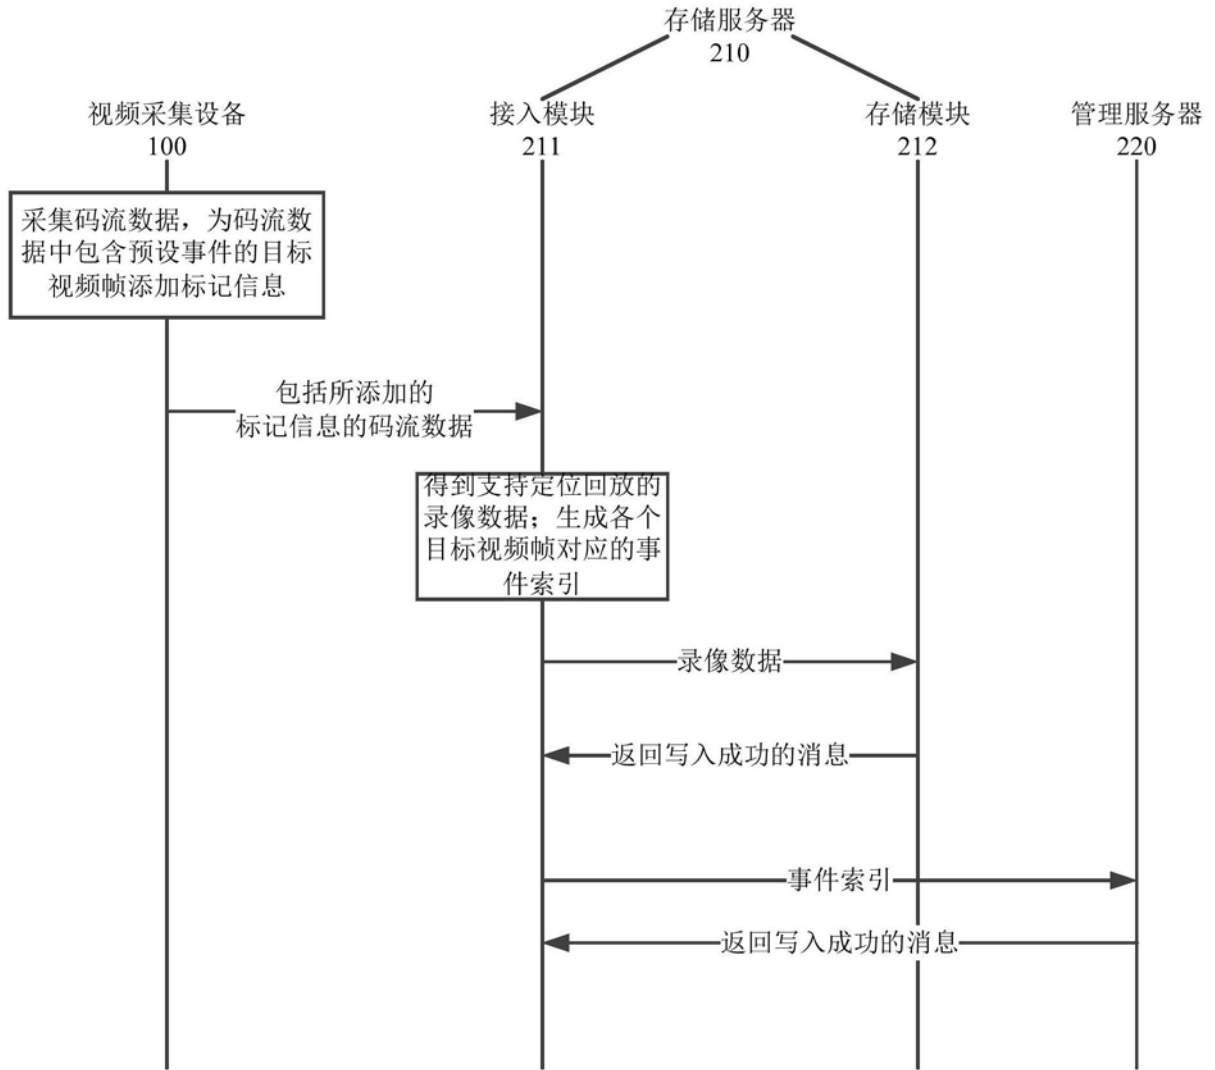 存储服务器
210
视频采集设备
100
接入模块
211
存储模块
212
管理服务器
220
采集码流数据，为码流数
据中包含预设事件的目标
视频帧添加标记信息
包括所添加的
标记信息的码流数据
得到支持定位回放的
录像数据；生成各个
目标视频帧对应的事
件索引
录像数据
返回写入成功的消息
事件索引
返回写入成功的消息